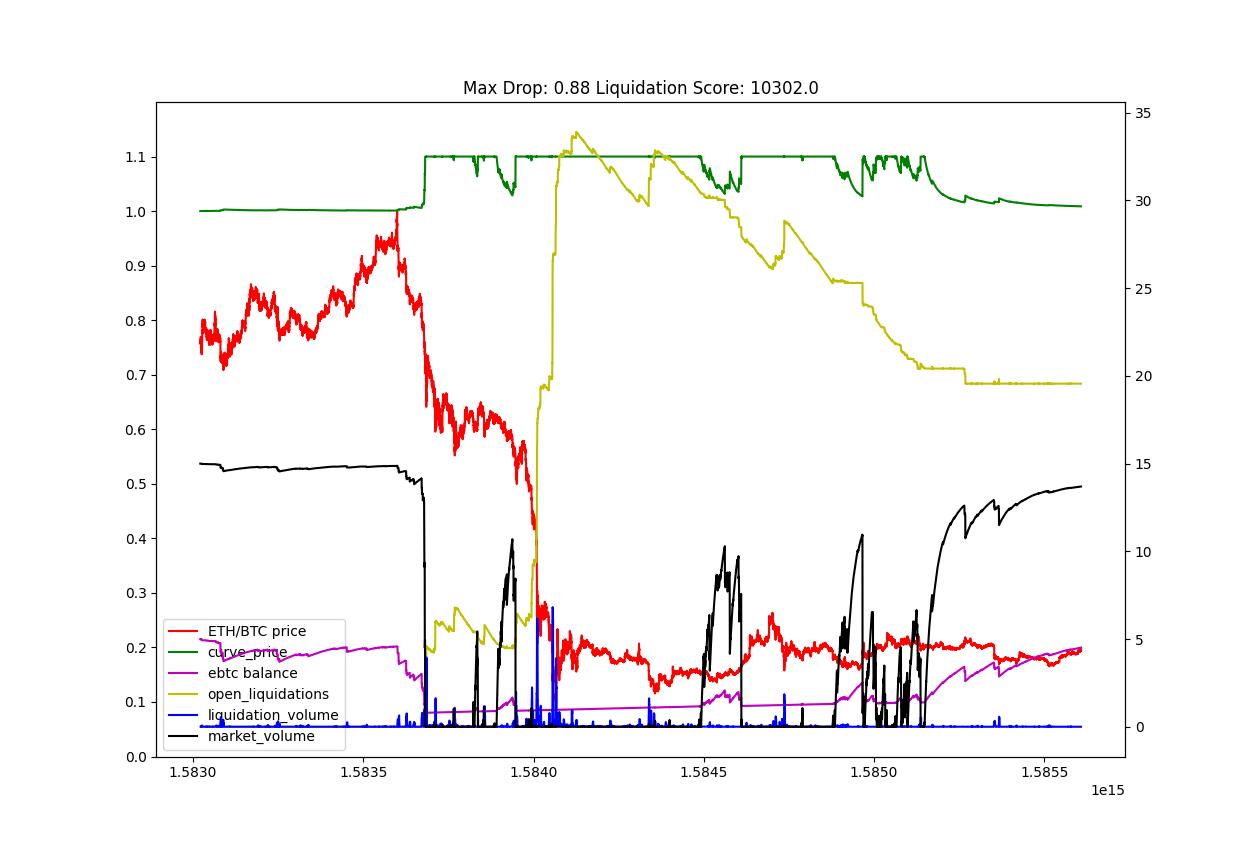 Max Drop: 0.88 Liquidation Score: 10302.0
1.1
1.0
0.9
0.8
0.7
0.6
0.5
0.4
0.3
0.2
0.1
0.0
35
30
25
20
15
10
5
0
ETH/BTC price
curve_price
ebtc balance
open_liquidations
liquidation_volume
market_volume
1.5830 1.5835 1.5840 1.5845 1.5850 1.5855
1e15